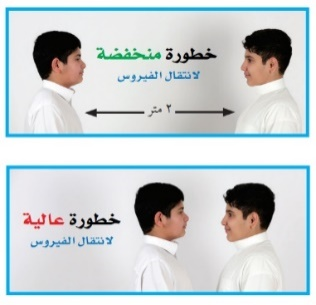 خطورة منخفضة
لانتقال الفيروس
٢ متر
خطورة عالية
لانتقال الفيروس